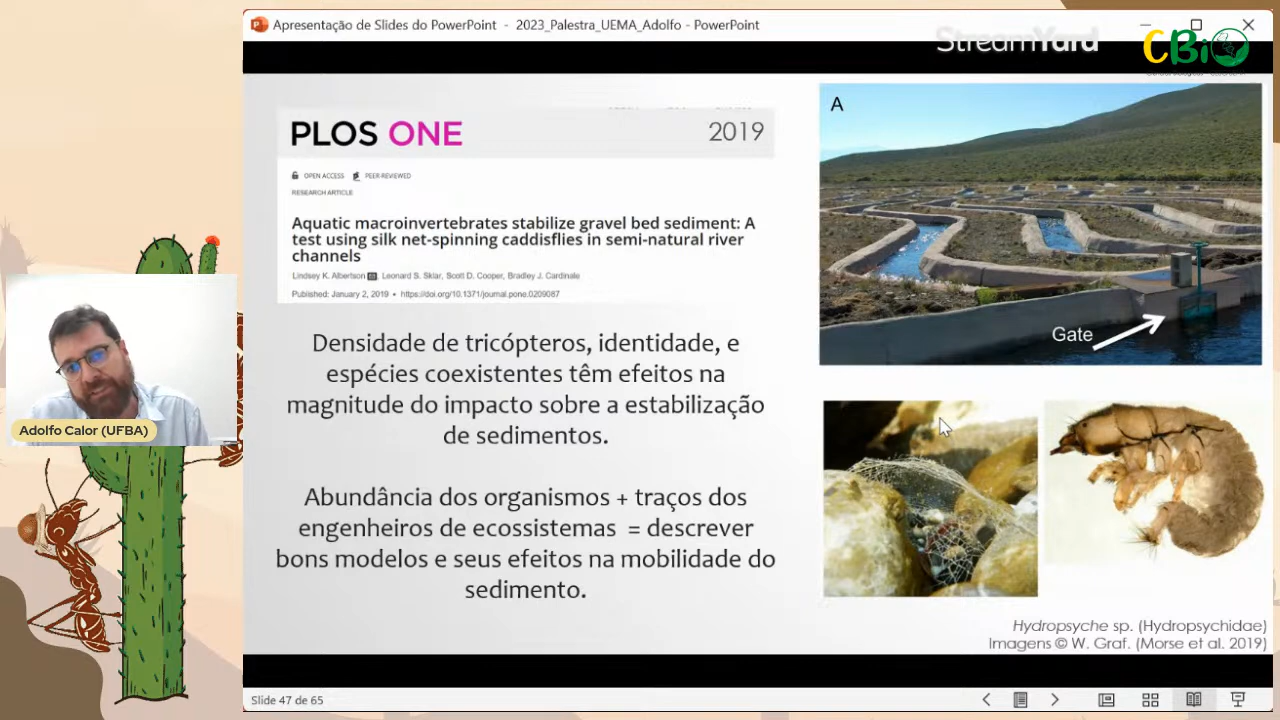 Apresentação de Slides do PowerPoint - 2023_Palestra_UEMA_Adolfo - PowerPoint
StreamYard
CBiO
PLOS ONE
2019
OPEN ACCESS PEER-REVIEWED
RESEARCH ARTICLE
Aquatic macroinvertebrates stabilize gravel bed sediment: A
test using silk net-spinning caddisflies in semi-natural river
channels
Lindsey K. Albertson, Leonard S. Sklar, Scott D. Cooper, Bradley J. Cardinale
Published: January 2, 2019 • https://doi.org/10.1371/journal.pone.0209087
A
Gate
Densidade de tricópteros, identidade, e
espécies coexistentes têm efeitos na
magnitude do impacto sobre a estabilização
de sedimentos.
Abundância dos organismos + traços dos
engenheiros de ecossistemas = descrever
bons modelos e seus efeitos na mobilidade do
sedimento.
Hydropsyche sp. (Hydropsychidae)
Imagens © W. Graf. (Morse et al. 2019)
Adolfo Calor (UFBA)
Slide 47 de 65